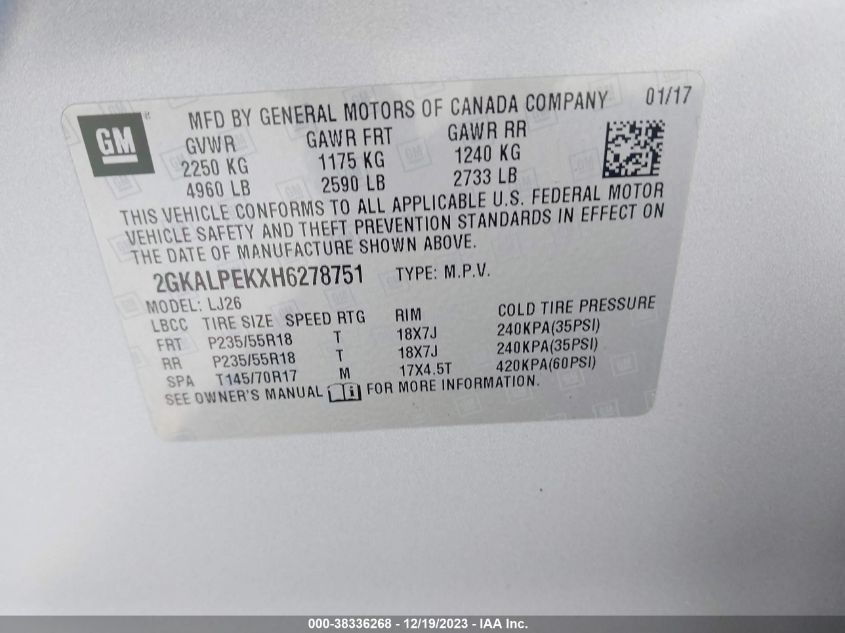 GM
MFD BY GENERAL MOTORS OF CANADA COMPANY 01/17
GVWR GAWR FRT GAWR RR
2250 KG 1175 KG 1240 KG
4960 LB 2590 LB 2733 LB
THIS VEHICLE CONFORMS TO ALL APPLICABLE U.S. FEDERAL MOTOR
VEHICLE SAFETY AND THEFT PREVENTION STANDARDS IN EFFECT ON
THE DATE OF MANUFACTURE SHOWN ABOVE.
2GKALPEKXH6278751 TYPE: M.P.V.
MODEL: LJ26
LBCC TIRE SIZE SPEED RTG RIM COLD TIRE PRESSURE
FRT P235/55R18 T 18X7J 240KPA(35PSI)
RR P235/55R18 T 18X7J 240KPA(35PSI)
SPA T145/70R17 M 17X4.5T 420KPA(60PSI)
SEE OWNER'S MANUAL i FOR MORE INFORMATION.
000-38336268 - 12/19/2023 - IAA Inc.